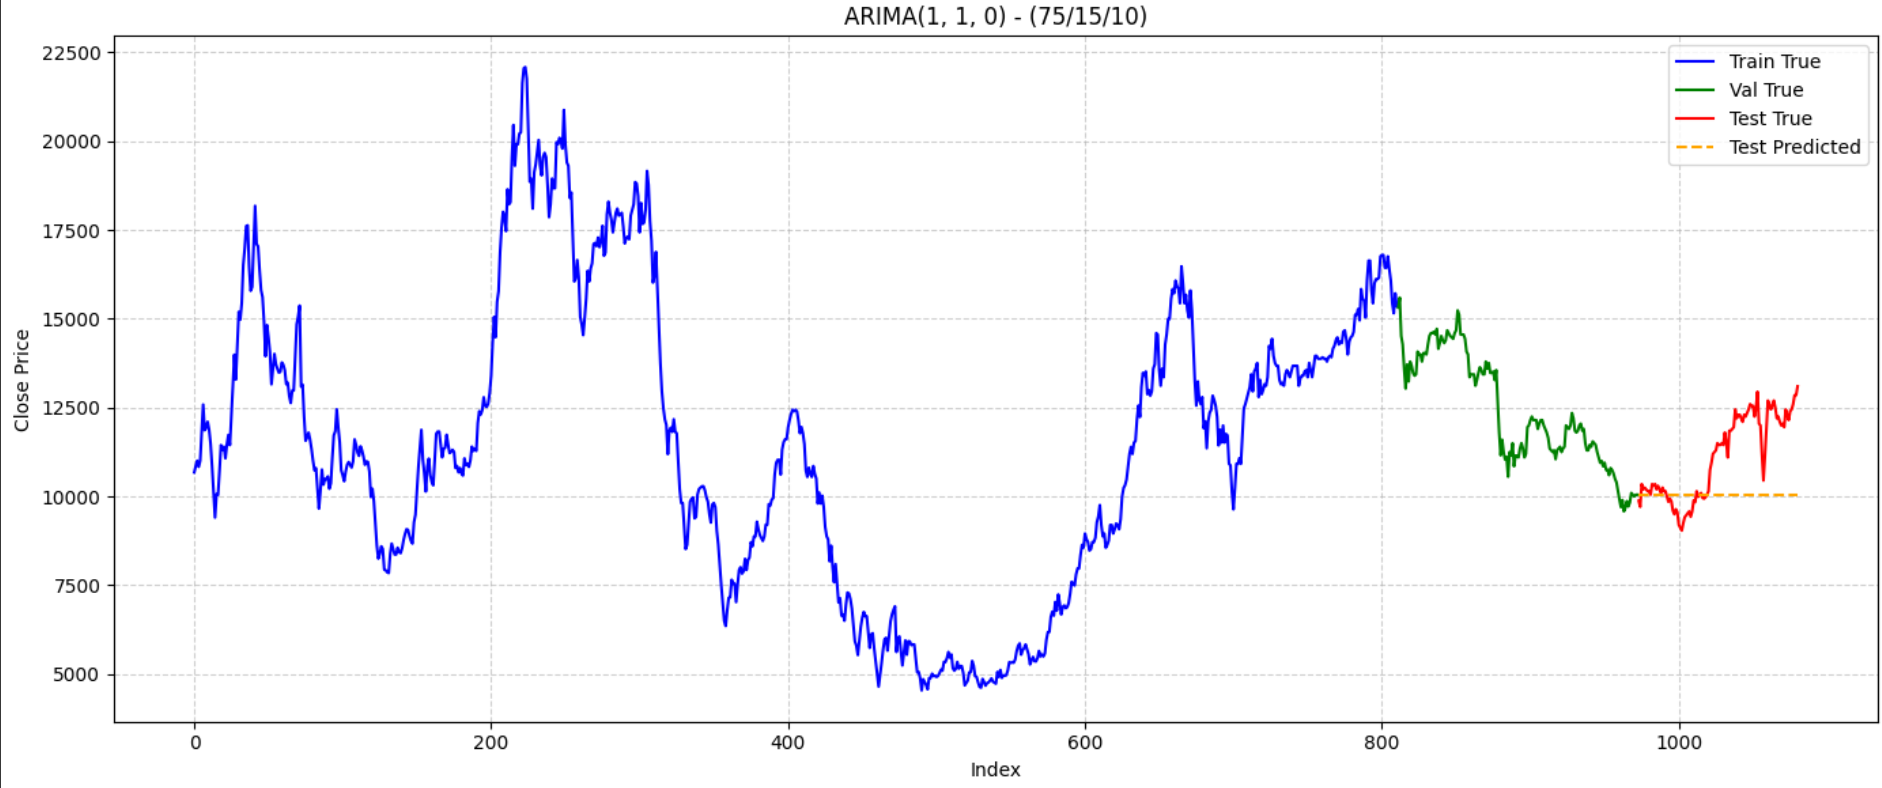 ARIMA(1, 1, 0) - (75/15/10)
Train True
Val True
Test True
Test Predicted
Close Price
22500
20000
17500
15000
12500
10000
7500
5000
0
200
400
600
800
1000
Index